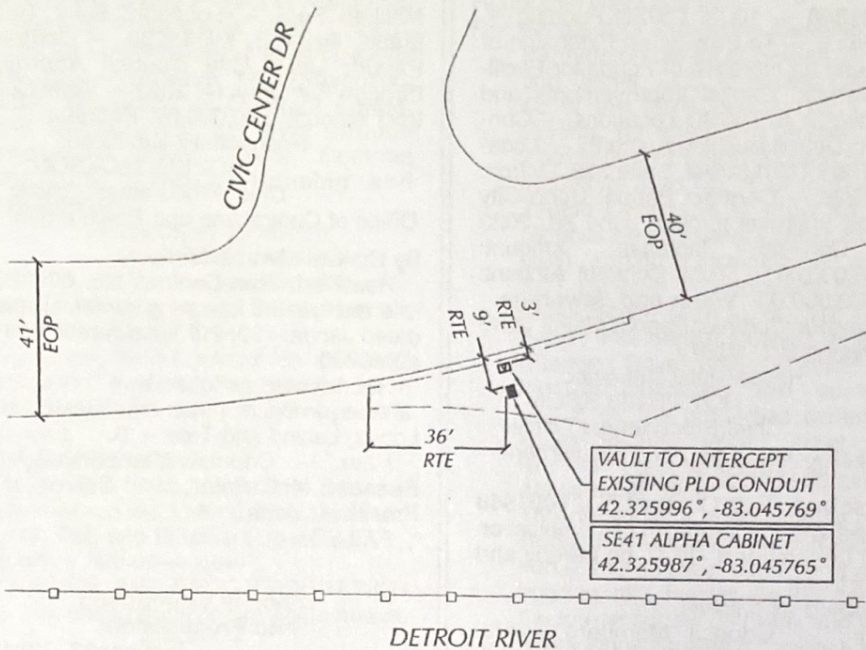 CIVIC CENTER DR
40'
EOP
41'
EOP
3'
RTE
9'
RTE
36'
RTE
VAULT TO INTERCEPT
EXISTING PLD CONDUIT
42.325996°, -83.045769°
SE41 ALPHA CABINET
42.325987°, -83.045765°
DETROIT RIVER